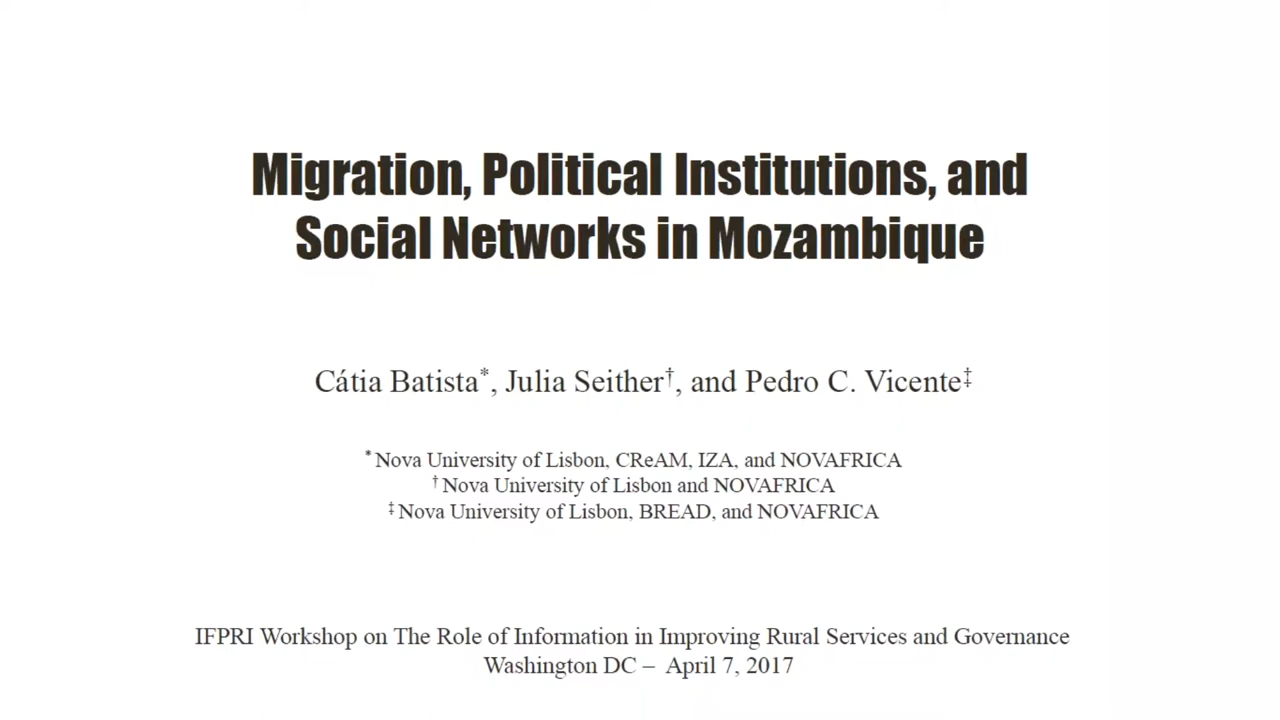 Migration, Political Institutions, and
Social Networks in Mozambique
Cátia Batista*, Julia Seither†, and Pedro C. Vicente‡
* Nova University of Lisbon, CReAM, IZA, and NOVAFRICA
† Nova University of Lisbon and NOVAFRICA
‡ Nova University of Lisbon, BREAD, and NOVAFRICA
IFPRI Workshop on The Role of Information in Improving Rural Services and Governance
Washington DC – April 7, 2017